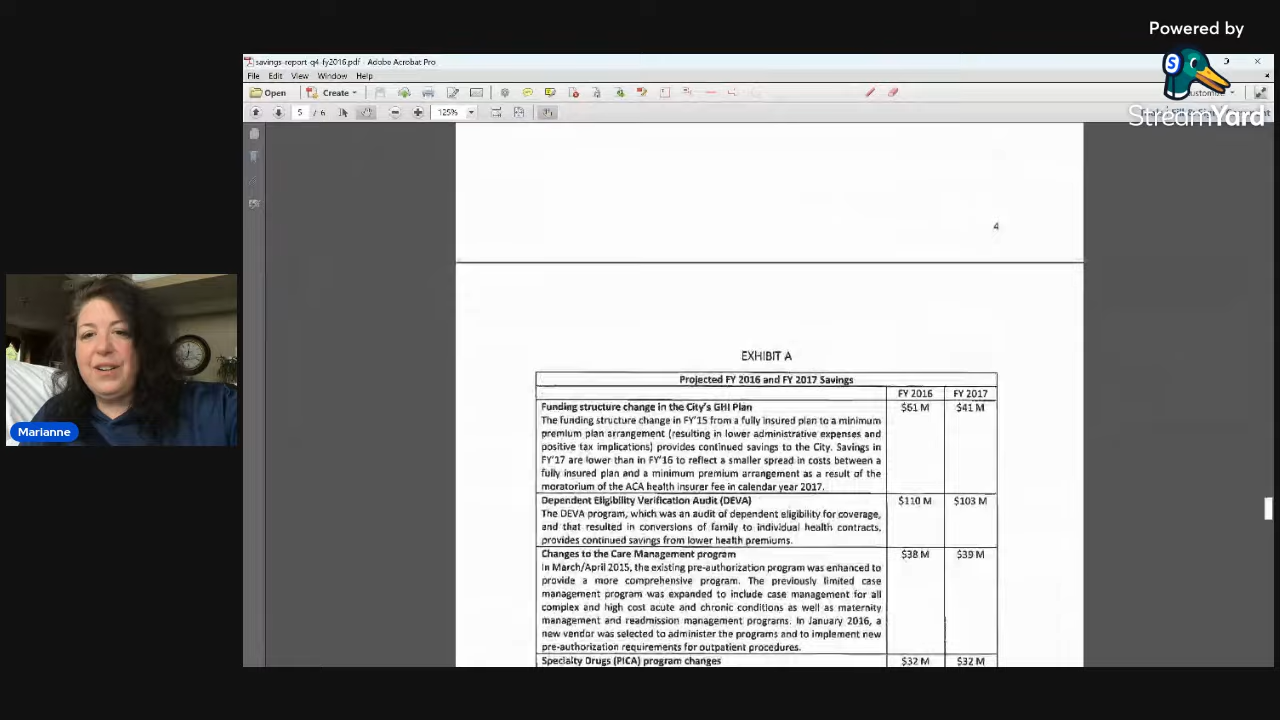 Powered by
StreamYard
savings-report-q4-fy2016.pdf - Adobe Acrobat Pro
File Edit View Window Help
Open Create
5 / 6 125%
4
EXHIBIT A
Projected FY 2016 and FY 2017 Savings
FY 2016 FY 2017
Funding structure change in the City's GHI Plan $61 M $41 M
The funding structure change in FY'15 from a fully insured plan to a minimum
premium plan arrangement (resulting in lower administrative expenses and
positive tax implications) provides continued savings to the City. Savings in
FY'17 are lower than in FY'16 to reflect a smaller spread in costs between a
fully insured plan and a minimum premium arrangement as a result of the
moratorium of the ACA health insurer fee in calendar year 2017.
Dependent Eligibility Verification Audit (DEVA) $110 M $103 M
The DEVA program, which was an audit of dependent eligibility for coverage,
and that resulted in conversions of family to individual health contracts,
provides continued savings from lower health premiums.
Changes to the Care Management program $38 M $39 M
In March/April 2015, the existing pre-authorization program was enhanced to
provide a more comprehensive program. The previously limited case
management program was expanded to include case management for all
complex and high cost acute and chronic conditions as well as maternity
management and readmission management programs. In January 2016, a
new vendor was selected to administer the programs and to implement new
pre-authorization requirements for outpatient procedures.
Specialty Drugs (PICA) program changes $32 M $32 M
Marianne